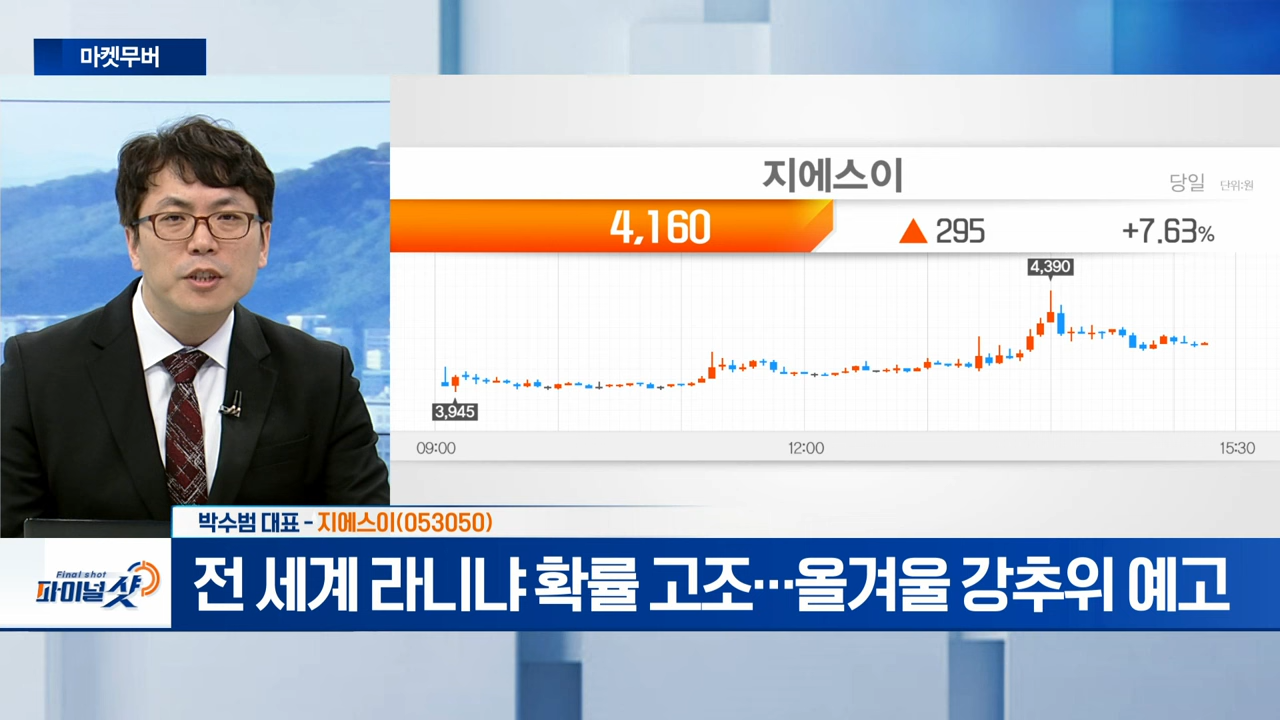 마켓무버
지에스이
당일 단위:원
4,160 ▲ 295 +7.63%
4,390
3,945
09:00 12:00 15:30
박수범 대표 - 지에스이(053050)
Final shot
파이널샷
전 세계 라니냐 확률 고조…올겨울 강추위 예고